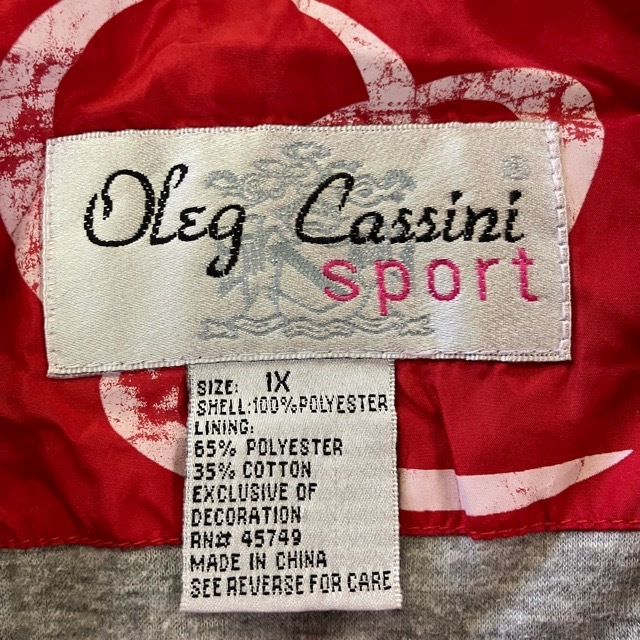 Oleg Cassini
sport
SIZE: 1X
SHELL:100%POLYESTER
LINING:
65% POLYESTER
35% COTTON
EXCLUSIVE OF
DECORATION
RN# 45749
MADE IN CHINA
SEE REVERSE FOR CARE